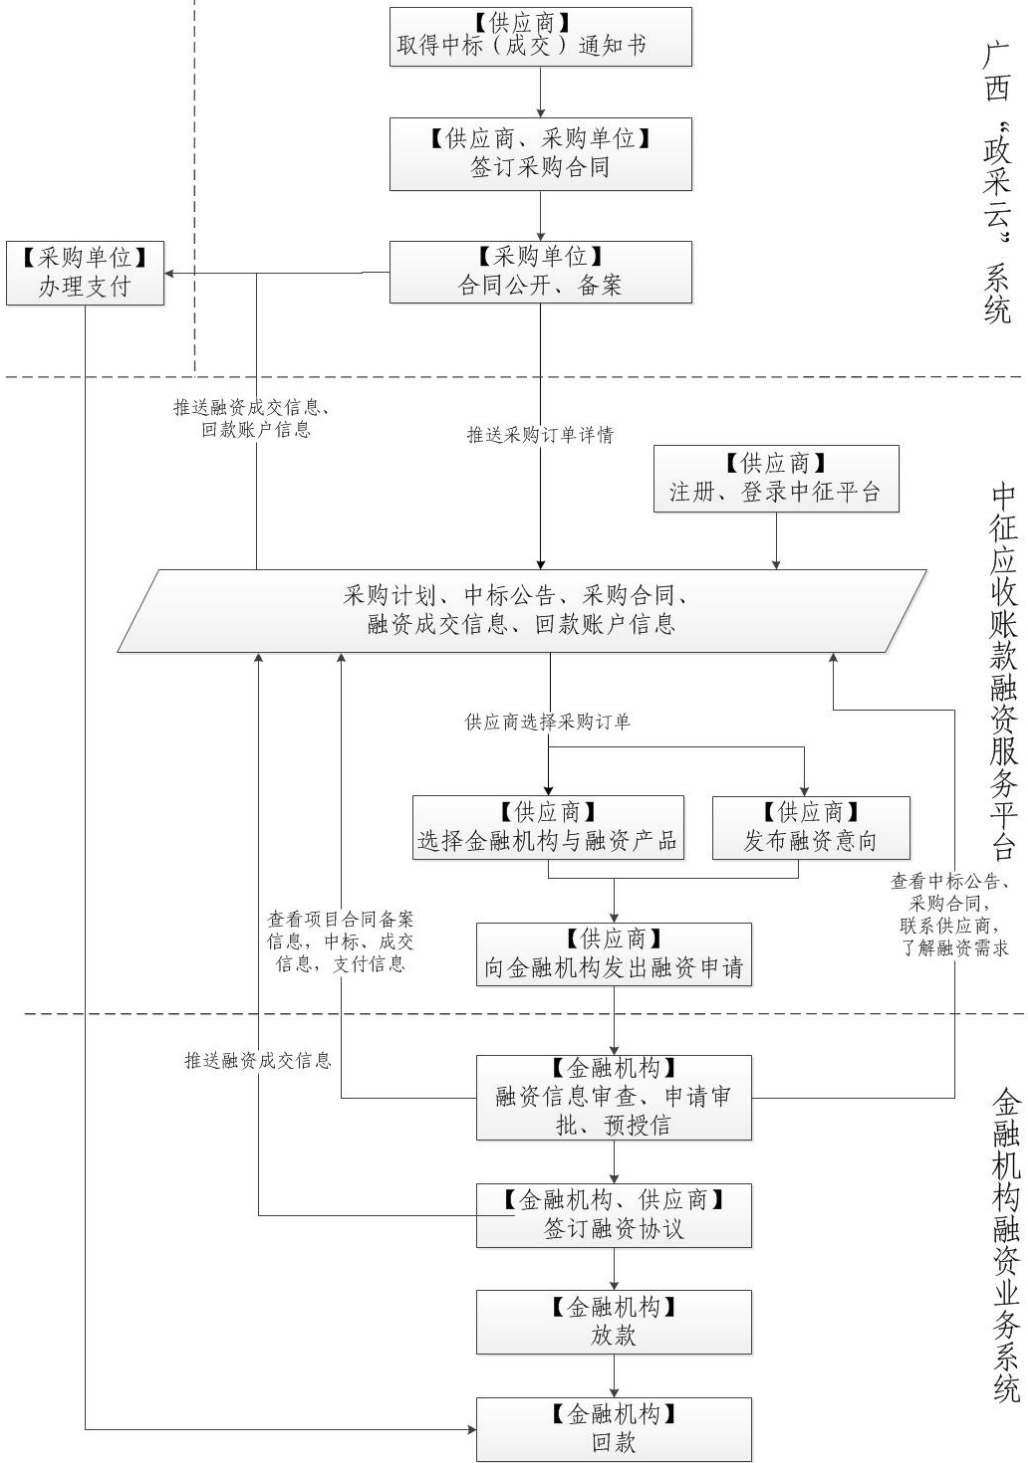 【供应商】
取得中标（成交）通知书
广西“政采云”系统
【供应商、采购单位】
签订采购合同
【采购单位】
办理支付
【采购单位】
合同公开、备案
推送融资成交信息、
回款账户信息
推送采购订单详情
【供应商】
注册、登录中征平台
中征应收账款融资服务平台
采购计划、中标公告、采购合同、
融资成交信息、回款账户信息
供应商选择采购订单
【供应商】
选择金融机构与融资产品
【供应商】
发布融资意向
查看中标公告、
采购合同，
联系供应商，
了解融资需求
查看项目合同备案
信息，中标、成交
信息，支付信息
【供应商】
向金融机构发出融资申请
推送融资成交信息
【金融机构】
融资信息审查、申请审
批、预授信
金融机构融资业务系统
【金融机构、供应商】
签订融资协议
【金融机构】
放款
【金融机构】
回款